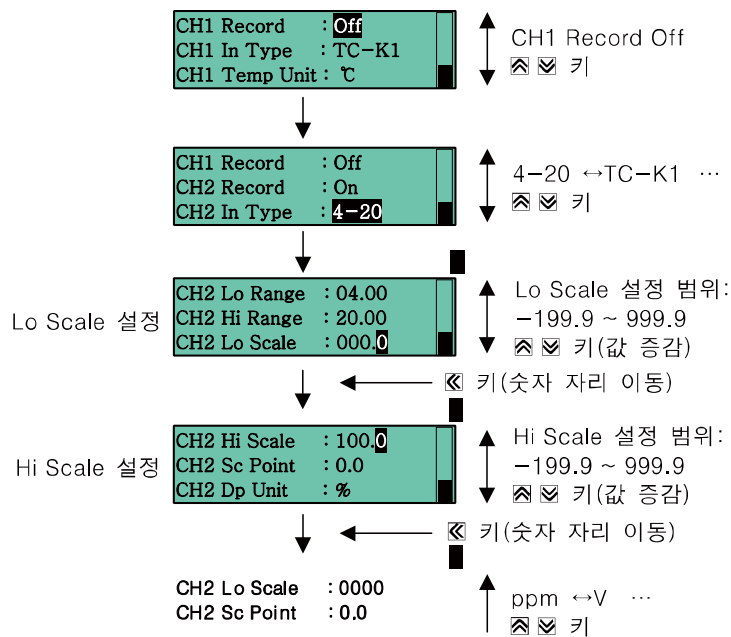 CH1 Record : Off
CH1 In Type : TC-K1
CH1 Temp Unit : ℃
CH1 Record Off
키
CH1 Record : Off
CH2 Record : On
CH2 In Type : 4-20
4-20 ↔TC-K1 …
키
Lo Scale 설정
CH2 Lo Range : 04.00
CH2 Hi Range : 20.00
CH2 Lo Scale : 000.0
Lo Scale 설정 범위:
-199.9 ~ 999.9
키(값 증감)
키(숫자 자리 이동)
Hi Scale 설정
CH2 Hi Scale : 100.0
CH2 Sc Point : 0.0
CH2 Dp Unit : %
Hi Scale 설정 범위:
-199.9 ~ 999.9
키(값 증감)
키(숫자 자리 이동)
CH2 Lo Scale : 0000
CH2 Sc Point : 0.0
ppm ↔V …
키